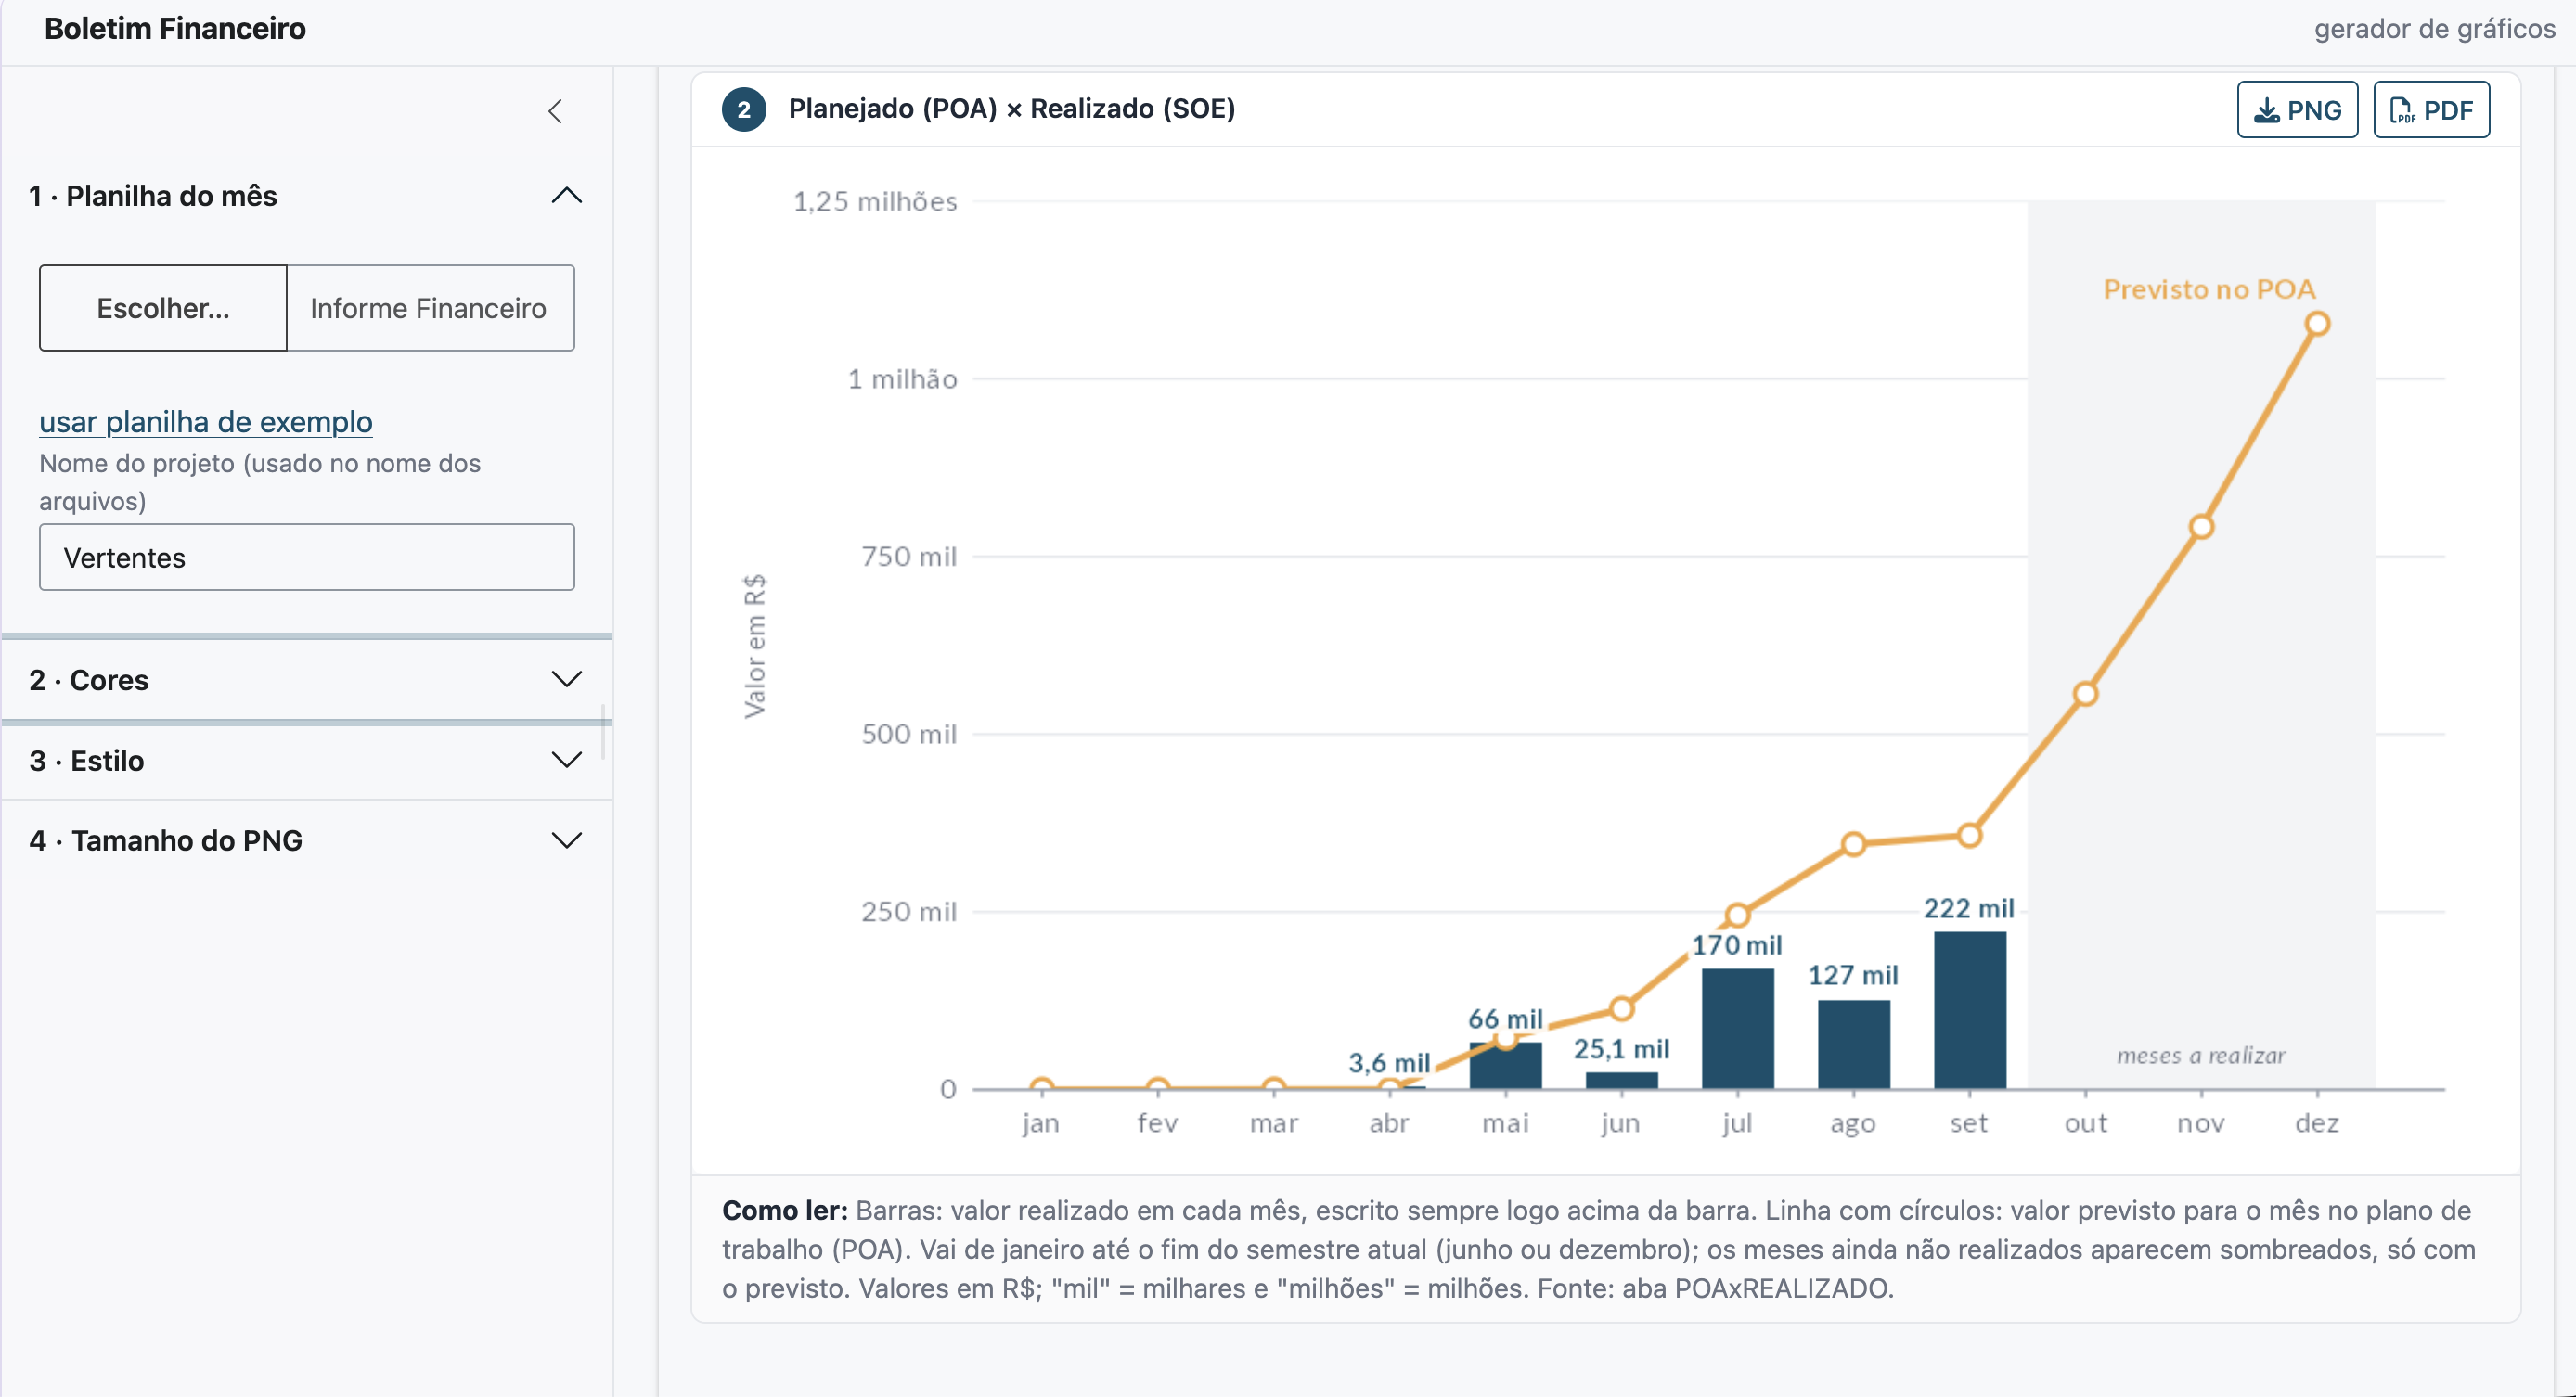 Boletim Financeiro
gerador de gráficos
1 · Planilha do mês
Escolher...
Informe Financeiro
usar planilha de exemplo
Nome do projeto (usado no nome dos
arquivos)
Vertentes
2 · Cores
3 · Estilo
4 · Tamanho do PNG
2
Planejado (POA) × Realizado (SOE)
PNG
PDF
1,25 milhões
1 milhão
750 mil
500 mil
250 mil
0
Valor em R$
Previsto no POA
3,6 mil
66 mil
25,1 mil
170 mil
127 mil
222 mil
meses a realizar
jan
fev
mar
abr
mai
jun
jul
ago
set
out
nov
dez
Como ler: Barras: valor realizado em cada mês, escrito sempre logo acima da barra. Linha com círculos: valor previsto para o mês no plano de
trabalho (POA). Vai de janeiro até o fim do semestre atual (junho ou dezembro); os meses ainda não realizados aparecem sombreados, só com
o previsto. Valores em R$; "mil" = milhares e "milhões" = milhões. Fonte: aba POAxREALIZADO.